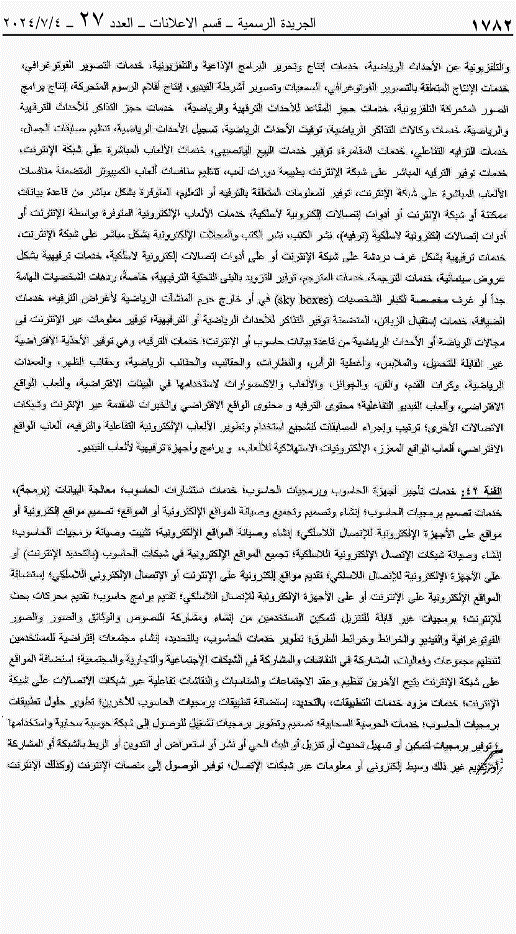 ١٧٨٢
الجريدة الرسمية – قسم الاعلانات – العدد ٢٧ – ٢٠٢٤/٧/٤
والتلفزيونية عن الأحداث الرياضية، خدمات إنتاج وتحرير البرامج الإذاعية والتلفزيونية، خدمات التصوير الفوتوغرافي،
خدمات الإنتاج المتعلقة بالتصوير الفوتوغرافي، السمعيات وتصوير أشرطة الفيديو، إنتاج أفلام الرسوم المتحركة، إنتاج برامج
الصور المتحركة التلفزيونية، خدمات حجز المقاعد للأحداث الترفهية والرياضية، خدمات حجز التذاكر للأحداث الترفهية
والرياضية، خدمات وكالات التذاكر الرياضية، توقيت الأحداث الرياضية، تسجيل الأحداث الرياضية، تنظيم مسابقات الجمال،
خدمات الترفيه التفاعلي، خدمات المقامرة، توفير خدمات البيع اليانصيبي، خدمات الألعاب المباشرة على شبكة الإنترنت،
خدمات توفير الترفيه المباشر على شبكة الإنترنت بطبيعة دورات لعب، تنظيم منافسات ألعاب الكمبيوتر المتضمنة منافسات
الألعاب المباشرة على شبكة الإنترنت، توفير المعلومات المتعلقة بالترفيه أو التعليم، المتوفرة بشكل مباشر من قاعدة بيانات
ممكنتة أو شبكة الإنترنت أو أدوات إتصالات إلكترونية لاسلكية؛ خدمات الألعاب الإلكترونية المتوفرة بواسطة الإنترنت أو
أدوات إتصالات إلكترونية لاسلكية (ترفيه)، نشر الكتب، نشر الكتب والمجلات الإلكترونية بشكل مباشر على شبكة الإنترنت،
خدمات ترفيهية بشكل غرف دردشة على شبكة الإنترنت أو على أدوات إتصالات إلكترونية لاسلكية، خدمات ترفيهية بشكل
عروض سينمائية، خدمات الترجمة، خدمات المترجم، توفير التزويد بالبنى التحتية الترفيهية، خاصةً، ردهات الشخصيات الهامة
جداً أو غرف مخصصة لكبار الشخصيات (sky boxes) في أو خارج حرم المنشآت الرياضية لأغراض الترفيه، خدمات
الضيافة، خدمات إستقبال الزبائن، المتضمنة توفير التذاكر للأحداث الرياضية أو الترفيهية؛ توفير معلومات عبر الإنترنت في
مجالات الرياضة أو الأحداث الرياضية من قاعدة بيانات حاسوب أو الإنترنت؛ خدمات الترفيه، وهي توفير الأحذية الافتراضية
غير القابلة للتحميل، والملابس، وأغطية الرأس، والنظارات، والحقائب، والحقائب الرياضية، وحقائب الظهر، والمعدات
الرياضية، وكرات القدم، والفن، والجوائز، والألعاب والاكسسوارات لاستخدامها في البيئات الافتراضية، وألعاب الواقع
الافتراضي، وألعاب الفيديو التفاعلية؛ محتوى الترفيه و محتوى الواقع الافتراضي والخبرات المقدمة عبر الإنترنت وشبكات
الاتصالات الأخرى؛ ترتيب وإجراء المسابقات لتشجيع استخدام وتطوير الألعاب الإلكترونية التفاعلية والترفيه، ألعاب الواقع
الافتراضي، ألعاب الواقع المعزز، الإلكترونيات الاستهلاكية للألعاب، و برامج وأجهزة ترفيهية لألعاب الفيديو.
الفئة ٤٢: خدمات تأجير أجهزة الحاسوب وبرمجيات الحاسوب؛ خدمات استشارات الحاسوب؛ معالجة البيانات (برمجة)،
خدمات تصميم برمجيات الحاسوب؛ إنشاء وتصميم وتجميع وصيانة المواقع الإلكترونية أو المواقع؛ تصميم مواقع إلكترونية أو
مواقع على الأجهزة الإلكترونية للإتصال اللاسلكي؛ إنشاء وصيانة المواقع الإلكترونية؛ تثبيت وصيانة برمجيات الحاسوب؛
إنشاء وصيانة شبكات الإتصال الإلكترونية اللاسلكية؛ تجميع المواقع الإلكترونية في شبكات الحاسوب (بالتحديد الإنترنت) أو
على الأجهزة الإلكترونية للإتصال اللاسلكي؛ تقديم مواقع إلكترونية على الإنترنت أو الإتصال الإلكتروني اللاسلكي؛ إستضافة
المواقع الإلكترونية على الإنترنت أو على الأجهزة الإلكترونية للإتصال اللاسلكي؛ تقديم برامج حاسوب؛ تقديم محركات بحث
للإنترنت؛ برمجيات غير قابلة للتنزيل لتمكين المستخدمين من إنشاء ومشاركة النصوص والوثائق والصور والصور
الفوتوغرافية والفيديو والخرائط وخرائط الطرق؛ تطوير خدمات الحاسوب، بالتحديد، إنشاء مجتمعات إفتراضية للمستخدمين
لتنظيم مجموعات وفعاليات، المشاركة في النقاشات والمشاركة في الشبكات الإجتماعية والتجارية والمجتمعية؛ استضافة المواقع
على شبكة الإنترنت يتيح الآخرين تنظيم وعقد الاجتماعات والمناسبات والنقاشات تفاعلية عبر شبكات الاتصالات على شبكة
الإنترنت؛ خدمات مزود خدمات التطبيقات، بالتحديد، إستضافة تطبيقات برمجيات الحاسوب للآخرين؛ تطوير حلول تطبيقات
برمجيات الحاسوب؛ خدمات الحوسبة السحابية؛ تصميم وتطوير برمجيات تشغيل للوصول إلى شبكة حوسبة سحابية واستخدامها
؛ توفير برمجيات لتمكين أو تسهيل تحديث أو تنزيل أو البث الحي أو نشر أو استعراض أو التدوين أو الربط بالشبكة أو المشاركة
أو تقديم غير ذلك وسيط إلكتروني أو معلومات عبر شبكات الإتصال؛ توفير الوصول إلى منصات الإنترنت (وكذلك الإنترنت